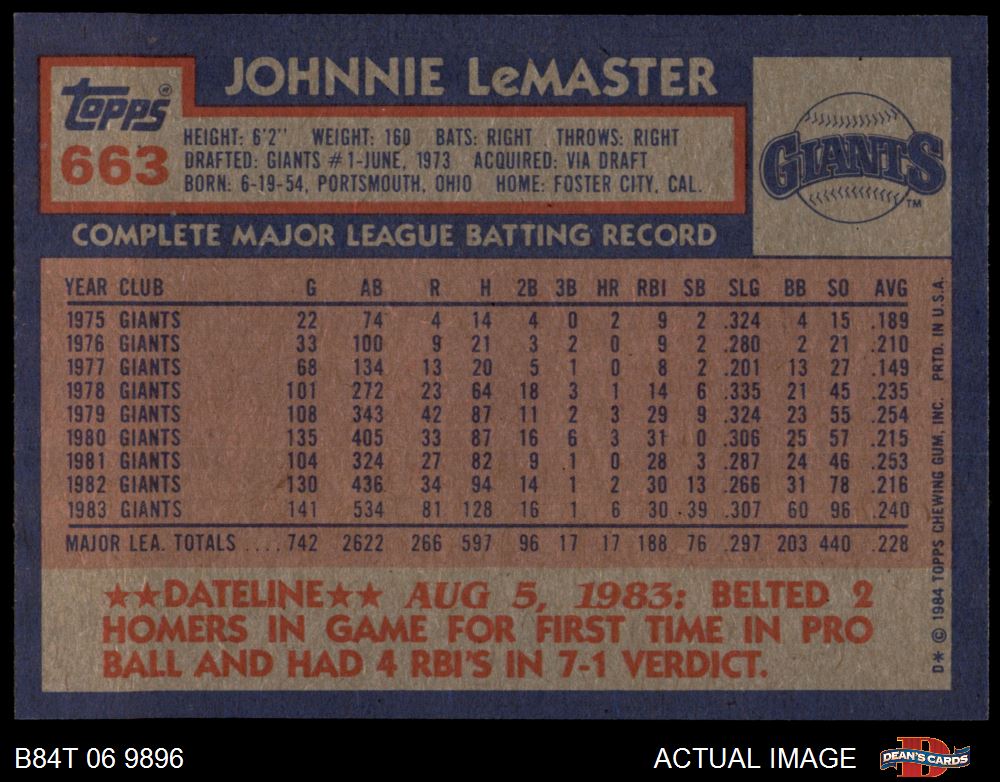 JOHNNIE LeMASTER
Topps®
663
HEIGHT: 6'2" WEIGHT: 160 BATS: RIGHT THROWS: RIGHT
DRAFTED: GIANTS #1-JUNE, 1973 ACQUIRED: VIA DRAFT
BORN: 6-19-54, PORTSMOUTH, OHIO HOME: FOSTER CITY, CAL.
GIANTS
TM
COMPLETE MAJOR LEAGUE BATTING RECORD
YEAR CLUB G AB R H 2B 3B HR RBI SB SLG BB SO AVG
1975 GIANTS 22 74 4 14 4 0 2 9 2 .324 4 15 .189
1976 GIANTS 33 100 9 21 3 2 0 9 2 .280 2 21 .210
1977 GIANTS 68 134 13 20 5 1 0 8 2 .201 13 27 .149
1978 GIANTS 101 272 23 64 18 3 1 14 6 .335 21 45 .235
1979 GIANTS 108 343 42 87 11 2 3 29 9 .324 23 55 .254
1980 GIANTS 135 405 33 87 16 6 3 31 0 .306 25 57 .215
1981 GIANTS 104 324 27 82 9 1 0 28 3 .287 24 46 .253
1982 GIANTS 130 436 34 94 14 1 2 30 13 .266 31 78 .216
1983 GIANTS 141 534 81 128 16 1 6 30 39 .307 60 96 .240
MAJOR LEA. TOTALS .... 742 2622 266 597 96 17 17 188 76 .297 203 440 .228
★★DATELINE★★ AUG 5, 1983: BELTED 2
HOMERS IN GAME FOR FIRST TIME IN PRO
BALL AND HAD 4 RBI'S IN 7-1 VERDICT.
D* © 1984 TOPPS CHEWING GUM, INC. PRTD. IN U.S.A.
B84T 06 9896
ACTUAL IMAGE
DEAN'S CARDS